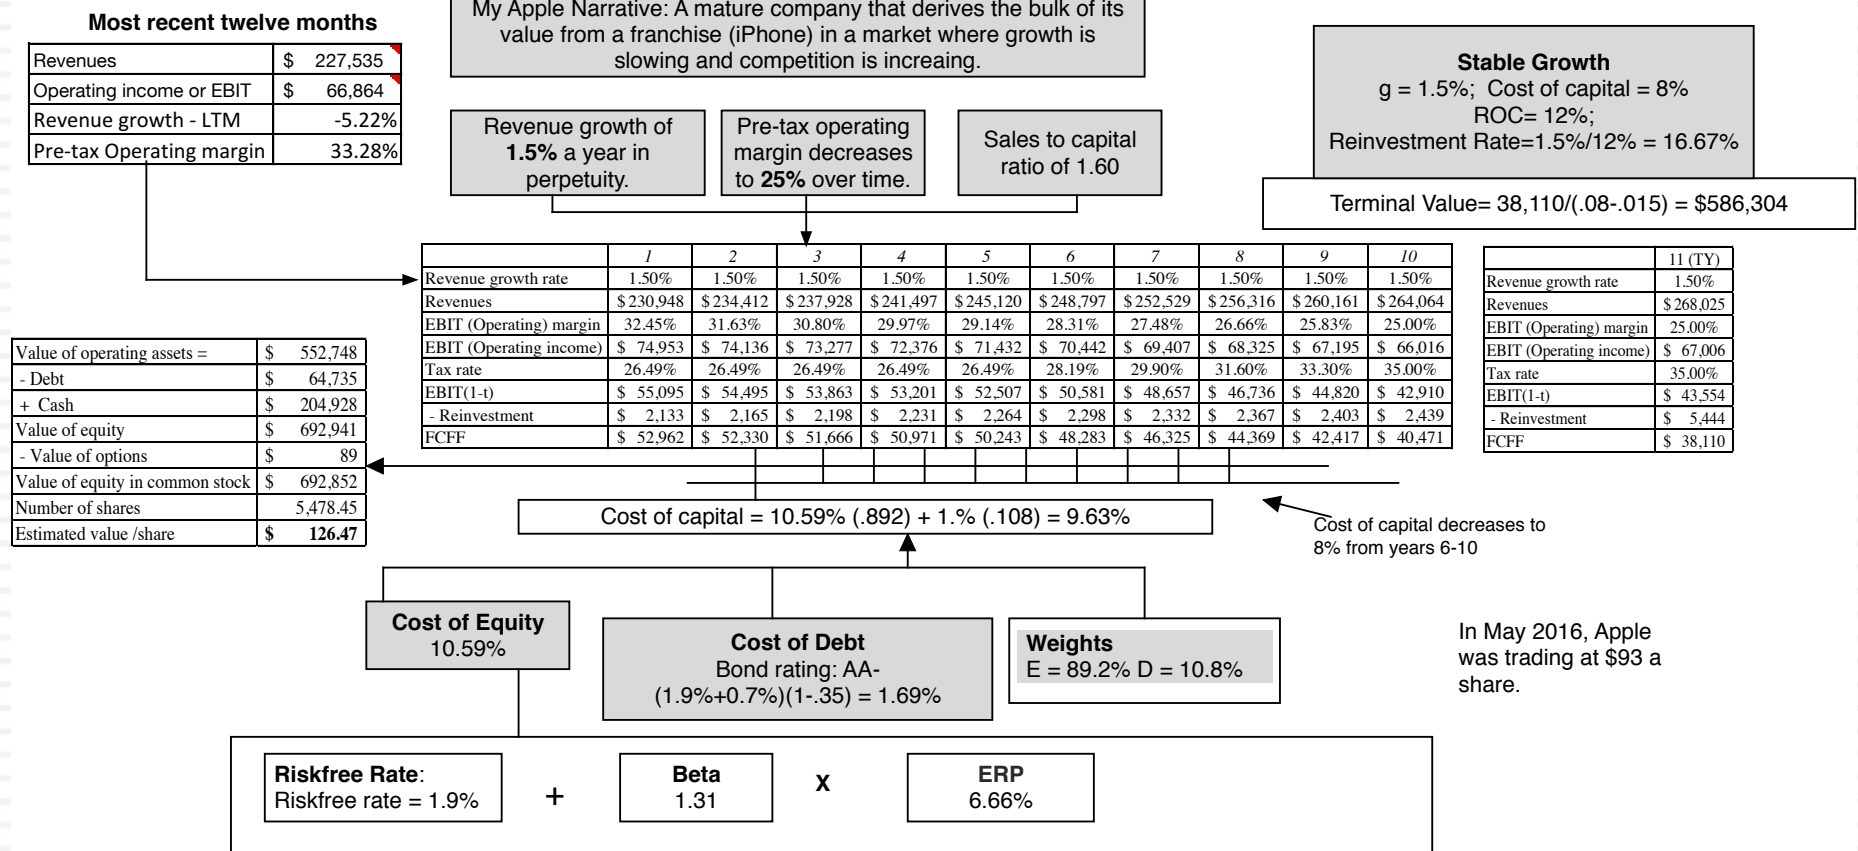 Most recent twelve months
Revenues $ 227,535
Operating income or EBIT $ 66,864
Revenue growth - LTM -5.22%
Pre-tax Operating margin 33.28%
My Apple Narrative: A mature company that derives the bulk of its
value from a franchise (iPhone) in a market where growth is
slowing and competition is increaing.
Revenue growth of
1.5% a year in
perpetuity.
Pre-tax operating
margin decreases
to 25% over time.
Sales to capital
ratio of 1.60
Stable Growth
g = 1.5%; Cost of capital = 8%
ROC= 12%;
Reinvestment Rate=1.5%/12% = 16.67%
Terminal Value= 38,110/(.08-.015) = $586,304
1 2 3 4 5 6 7 8 9 10
Revenue growth rate 1.50% 1.50% 1.50% 1.50% 1.50% 1.50% 1.50% 1.50% 1.50% 1.50%
Revenues $ 230,948 $ 234,412 $ 237,928 $ 241,497 $ 245,120 $ 248,797 $ 252,529 $ 256,316 $ 260,161 $ 264,064
EBIT (Operating) margin 32.45% 31.63% 30.80% 29.97% 29.14% 28.31% 27.48% 26.66% 25.83% 25.00%
EBIT (Operating income) $ 74,953 $ 74,136 $ 73,277 $ 72,376 $ 71,432 $ 70,442 $ 69,407 $ 68,325 $ 67,195 $ 66,016
Tax rate 26.49% 26.49% 26.49% 26.49% 26.49% 28.19% 29.90% 31.60% 33.30% 35.00%
EBIT(1-t) $ 55,095 $ 54,495 $ 53,863 $ 53,201 $ 52,507 $ 50,581 $ 48,657 $ 46,736 $ 44,820 $ 42,910
- Reinvestment $ 2,133 $ 2,165 $ 2,198 $ 2,231 $ 2,264 $ 2,298 $ 2,332 $ 2,367 $ 2,403 $ 2,439
FCFF $ 52,962 $ 52,330 $ 51,666 $ 50,971 $ 50,243 $ 48,283 $ 46,325 $ 44,369 $ 42,417 $ 40,471
11 (TY)
Revenue growth rate 1.50%
Revenues $ 268,025
EBIT (Operating) margin 25.00%
EBIT (Operating income) $ 67,006
Tax rate 35.00%
EBIT(1-t) $ 43,554
- Reinvestment $ 5,444
FCFF $ 38,110
Value of operating assets = $ 552,748
- Debt $ 64,735
+ Cash $ 204,928
Value of equity $ 692,941
- Value of options $ 89
Value of equity in common stock $ 692,852
Number of shares 5,478.45
Estimated value /share $ 126.47
Cost of capital = 10.59% (.892) + 1.% (.108) = 9.63%
Cost of capital decreases to
8% from years 6-10
Cost of Equity
10.59%
Cost of Debt
Bond rating: AA-
(1.9%+0.7%)(1-.35) = 1.69%
Weights
E = 89.2% D = 10.8%
In May 2016, Apple
was trading at $93 a
share.
Riskfree Rate:
Riskfree rate = 1.9%
+
Beta
1.31
X
ERP
6.66%